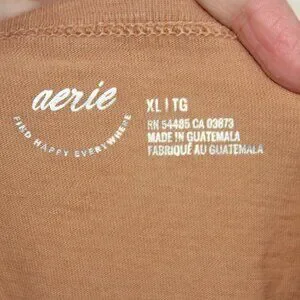 aerie
FIND HAPPY EVERYWHERE
XL | TG
RN 54485 CA 03873
MADE IN GUATEMALA
FABRIQUÉ AU GUATEMALA